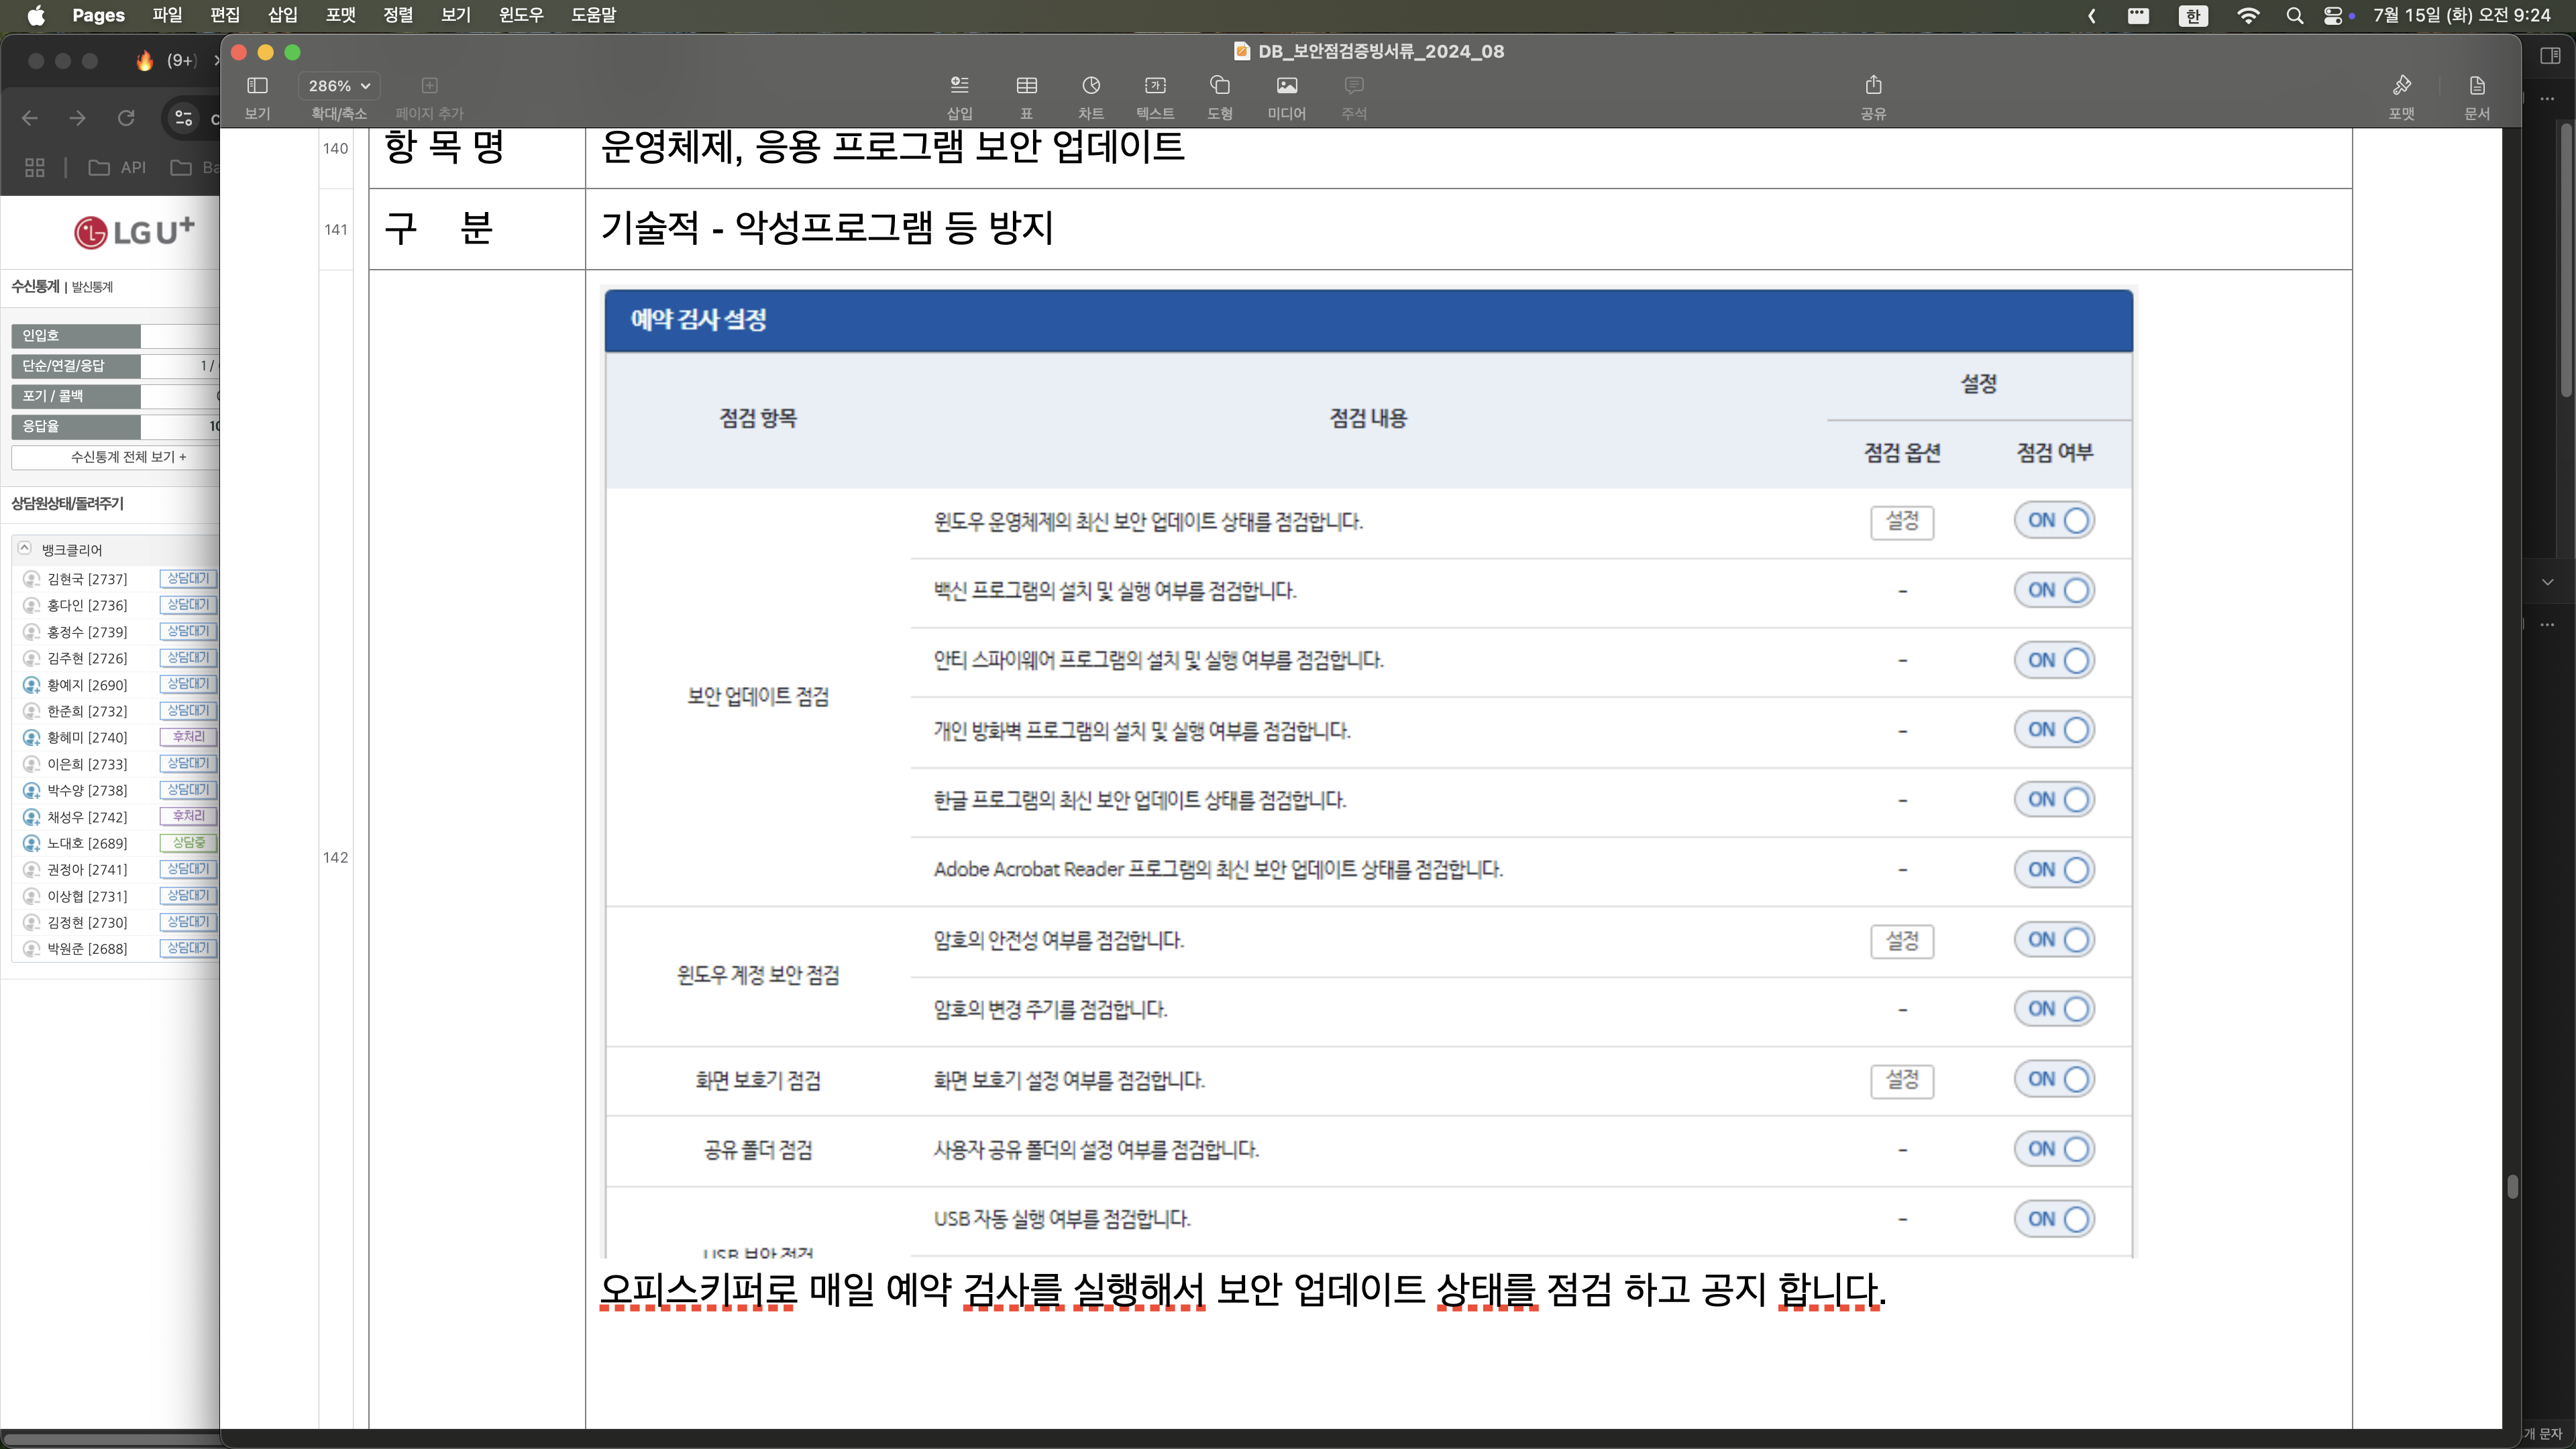 Pages 파일 편집 삽입 포맷 정렬 보기 윈도우 도움말
한 7월 15일 (화) 오전 9:24
(9+)
API
LG U+
수신통계 | 발신통계
인입호
단순/연결/응답 1 /
포기 / 콜백
응답율 10
수신통계 전체 보기 +
상담원상태/돌려주기
뱅크클리어
김현국 [2737] 상담대기
홍다인 [2736] 상담대기
홍정수 [2739] 상담대기
김주현 [2726] 상담대기
황예지 [2690] 상담대기
한준희 [2732] 상담대기
황혜미 [2740] 후처리
이은희 [2733] 상담대기
박수양 [2738] 상담대기
채성우 [2742] 후처리
노대호 [2689] 상담중
권정아 [2741] 상담대기
이상협 [2731] 상담대기
김정현 [2730] 상담대기
박원준 [2688] 상담대기
DB_보안점검증빙서류_2024_08
286%
보기 확대/축소 페이지 추가 삽입 표 차트 텍스트 도형 미디어 주석 공유 포맷 문서
140 항 목 명 운영체제, 응용 프로그램 보안 업데이트
141 구 분 기술적 - 악성프로그램 등 방지
142
예약 검사 설정
점검 항목 점검 내용 설정
점검 옵션 점검 여부
보안 업데이트 점검
윈도우 운영체제의 최신 보안 업데이트 상태를 점검합니다. 설정 ON
백신 프로그램의 설치 및 실행 여부를 점검합니다. - ON
안티 스파이웨어 프로그램의 설치 및 실행 여부를 점검합니다. - ON
개인 방화벽 프로그램의 설치 및 실행 여부를 점검합니다. - ON
한글 프로그램의 최신 보안 업데이트 상태를 점검합니다. - ON
Adobe Acrobat Reader 프로그램의 최신 보안 업데이트 상태를 점검합니다. - ON
윈도우 계정 보안 점검
암호의 안전성 여부를 점검합니다. 설정 ON
암호의 변경 주기를 점검합니다. - ON
화면 보호기 점검 화면 보호기 설정 여부를 점검합니다. 설정 ON
공유 폴더 점검 사용자 공유 폴더의 설정 여부를 점검합니다. - ON
USB 자동 실행 여부를 점검합니다. - ON
USB 보안 점검
오피스키퍼로 매일 예약 검사를 실행해서 보안 업데이트 상태를 점검 하고 공지 합니다.
개 문자